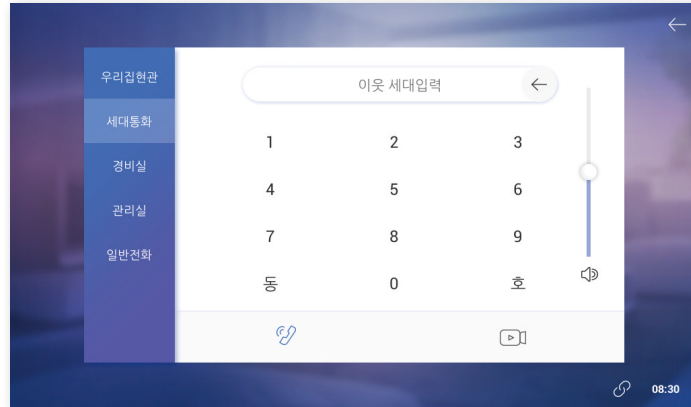 우리집현관
세대통화
경비실
관리실
일반전화
이웃 세대입력
1 2 3
4 5 6
7 8 9
동 0 호
08:30